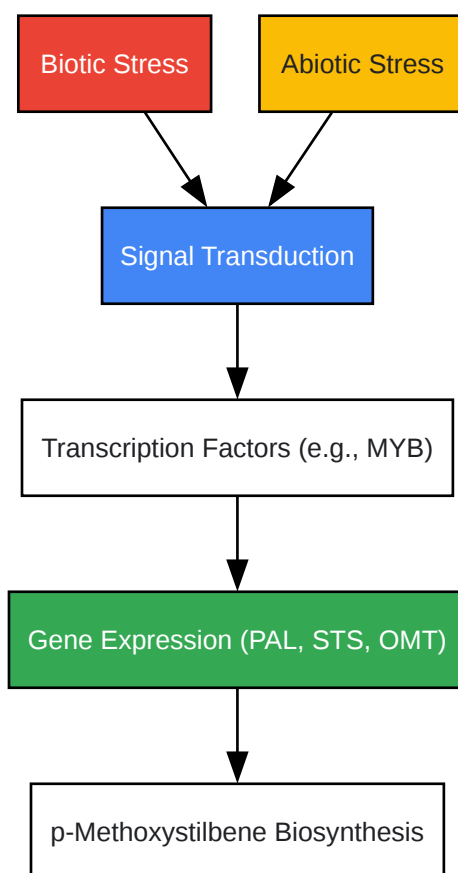 Biotic Stress
Abiotic Stress
Signal Transduction
Transcription Factors (e.g., MYB)
Gene Expression (PAL, STS, OMT)
p-Methoxystilbene Biosynthesis